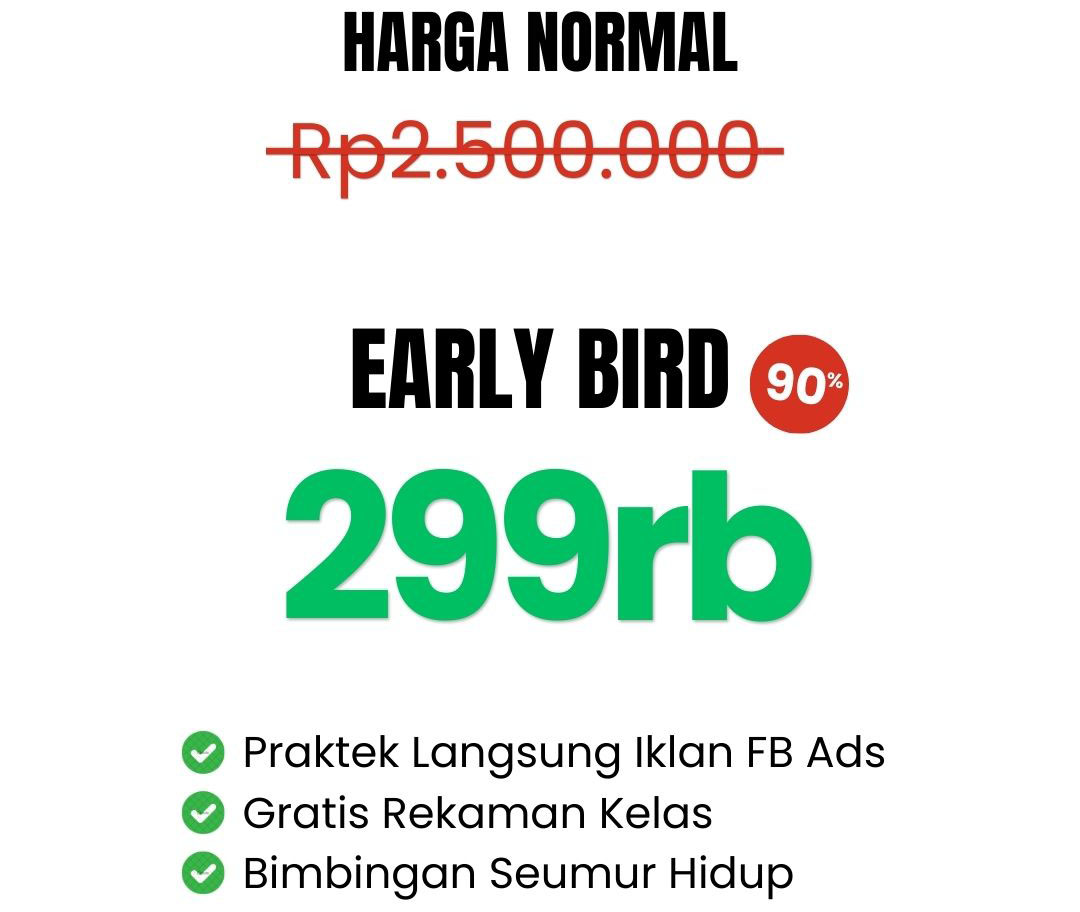 HARGA NORMAL
Rp2.500.000
EARLY BIRD 90%
299rb
Praktek Langsung Iklan FB Ads
Gratis Rekaman Kelas
Bimbingan Seumur Hidup